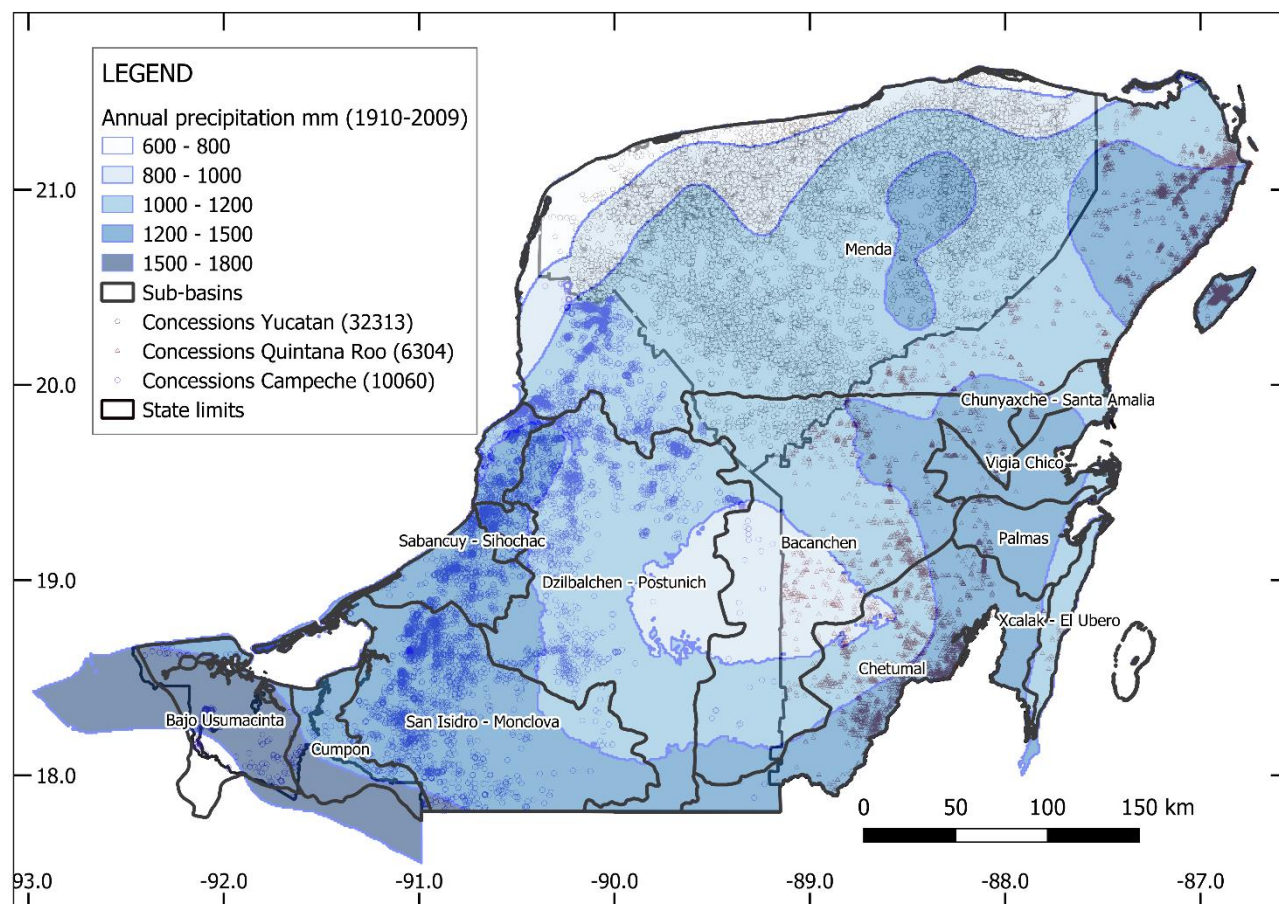 LEGEND
Annual precipitation mm (1910-2009)
600 - 800
800 - 1000
1000 - 1200
1200 - 1500
1500 - 1800
Sub-basins
Concessions Yucatan (32313)
Concessions Quintana Roo (6304)
Concessions Campeche (10060)
State limits
21.0
20.0
19.0
18.0
Menda
Chunyaxche - Santa Amalia
Vigia Chico
Sabancuy - Sihochac
Bacanchen
Palmas
Dzilbalchen - Postunich
Xcalak - El Ubero
Chetumal
Bajo Usumacinta
San Isidro - Monclova
Cumpon
0 50 100 150 km
-93.0 -92.0 -91.0 -90.0 -89.0 -88.0 -87.0